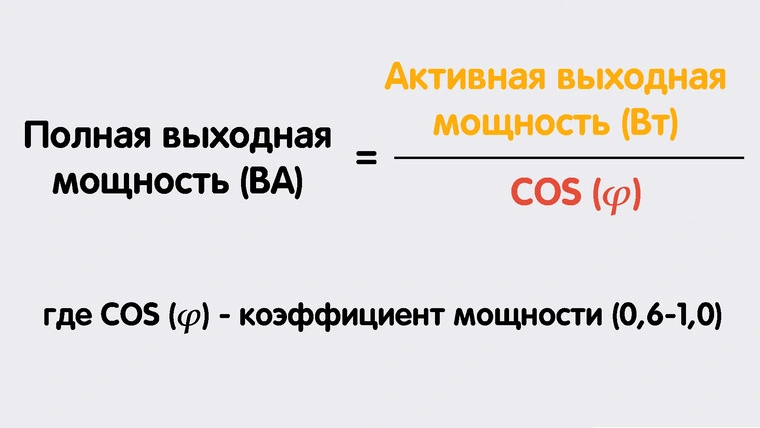 Полная выходная
мощность (ВА)
=
Активная выходная
мощность (Вт)
COS (φ)
где COS (φ) - коэффициент мощности (0,6-1,0)